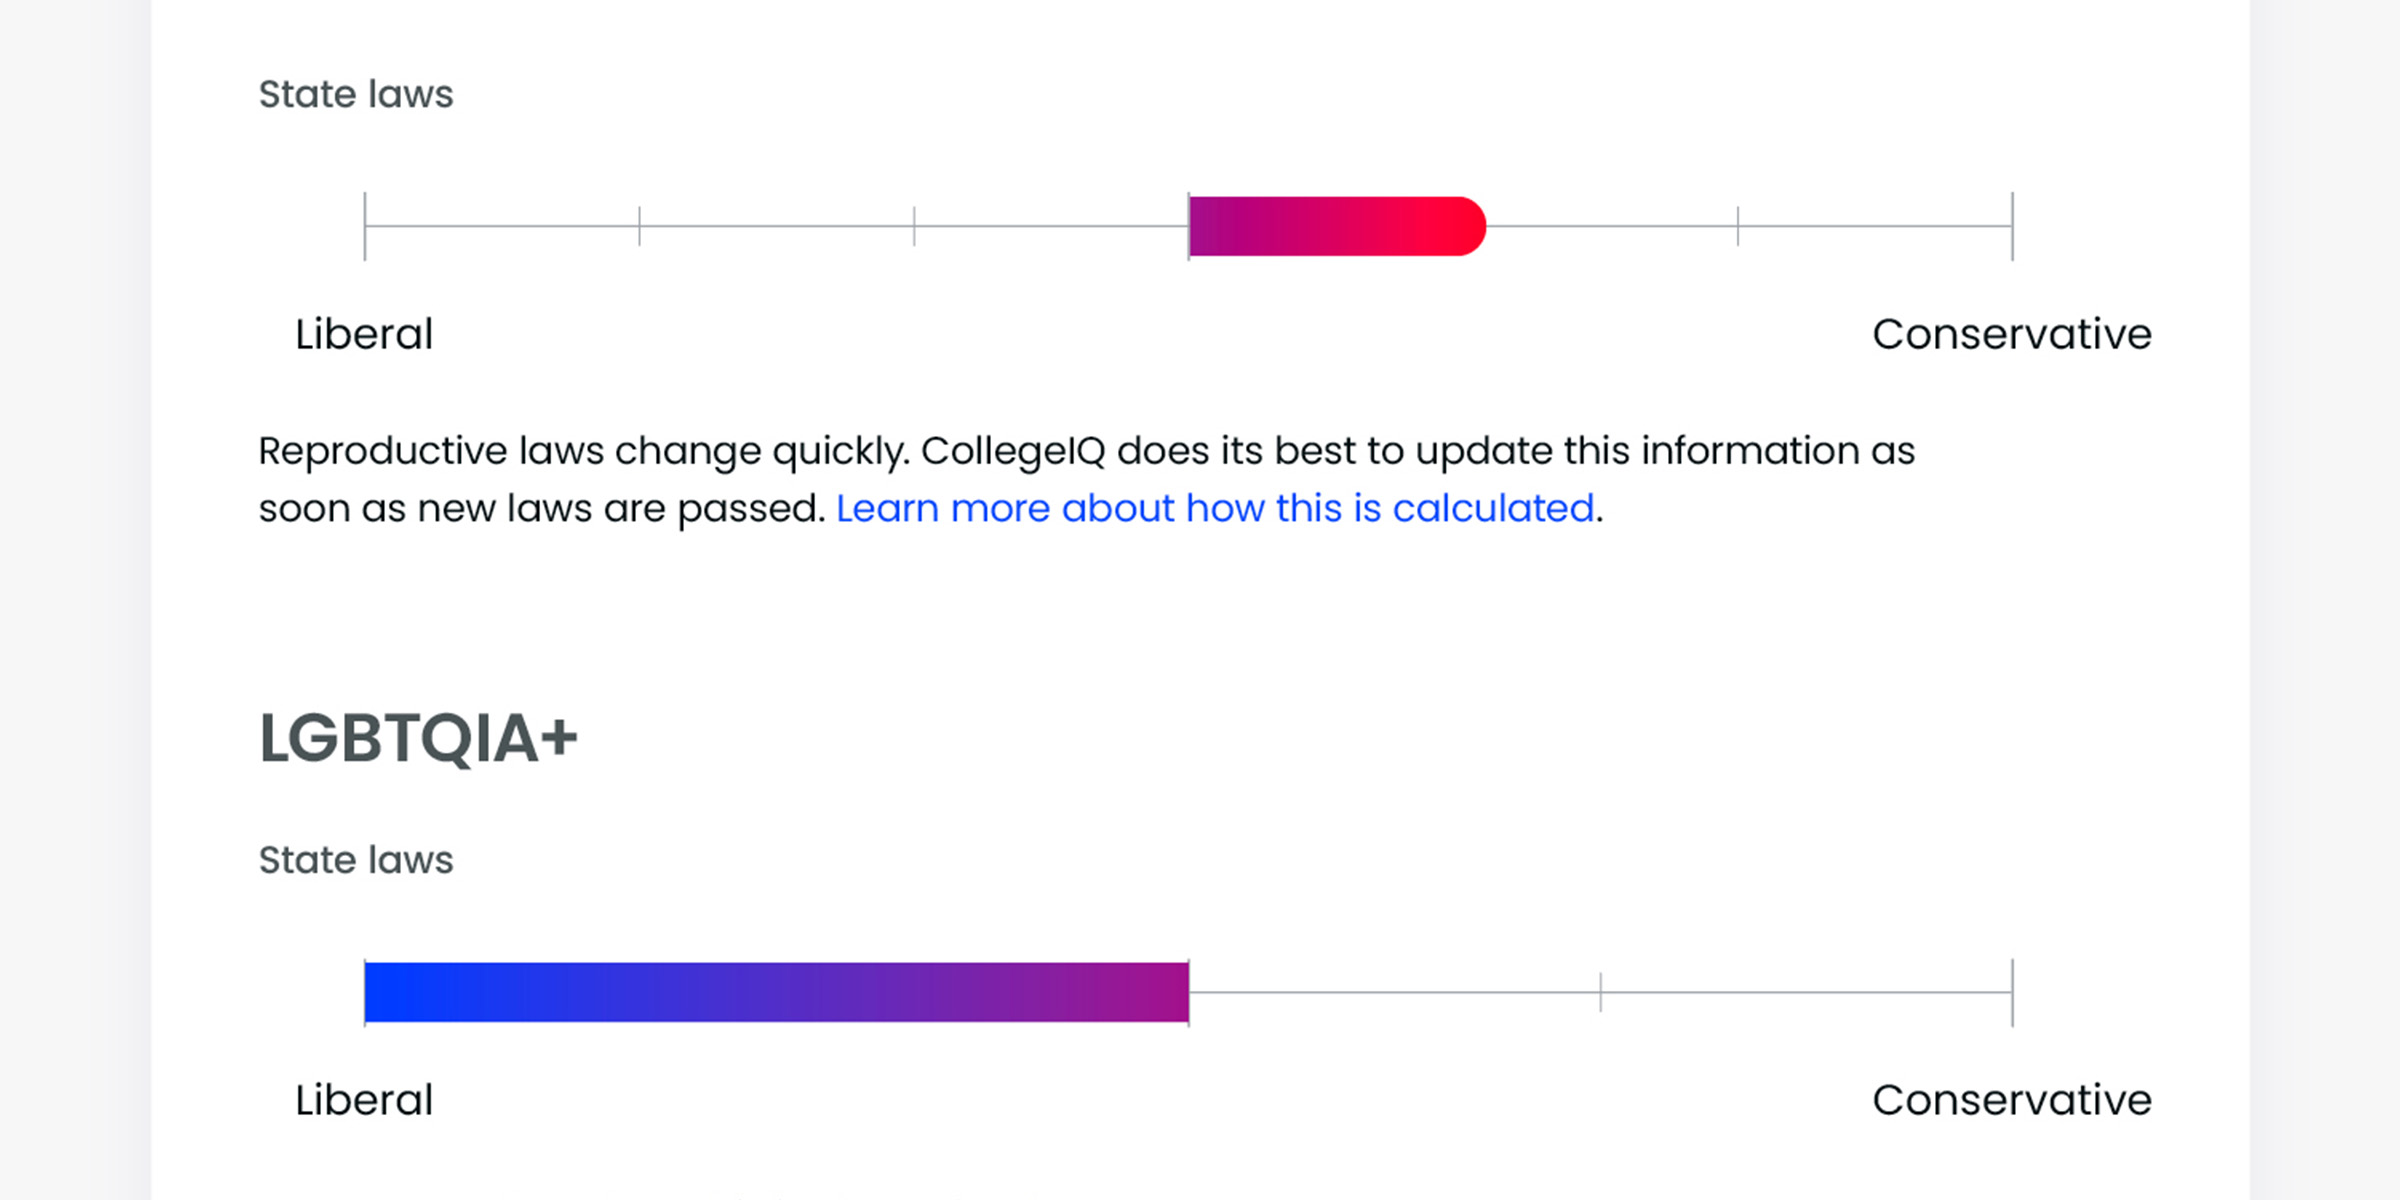 State laws
Liberal
Conservative
Reproductive laws change quickly. CollegeIQ does its best to update this information as
soon as new laws are passed. Learn more about how this is calculated.
LGBTQIA+
State laws
Liberal
Conservative